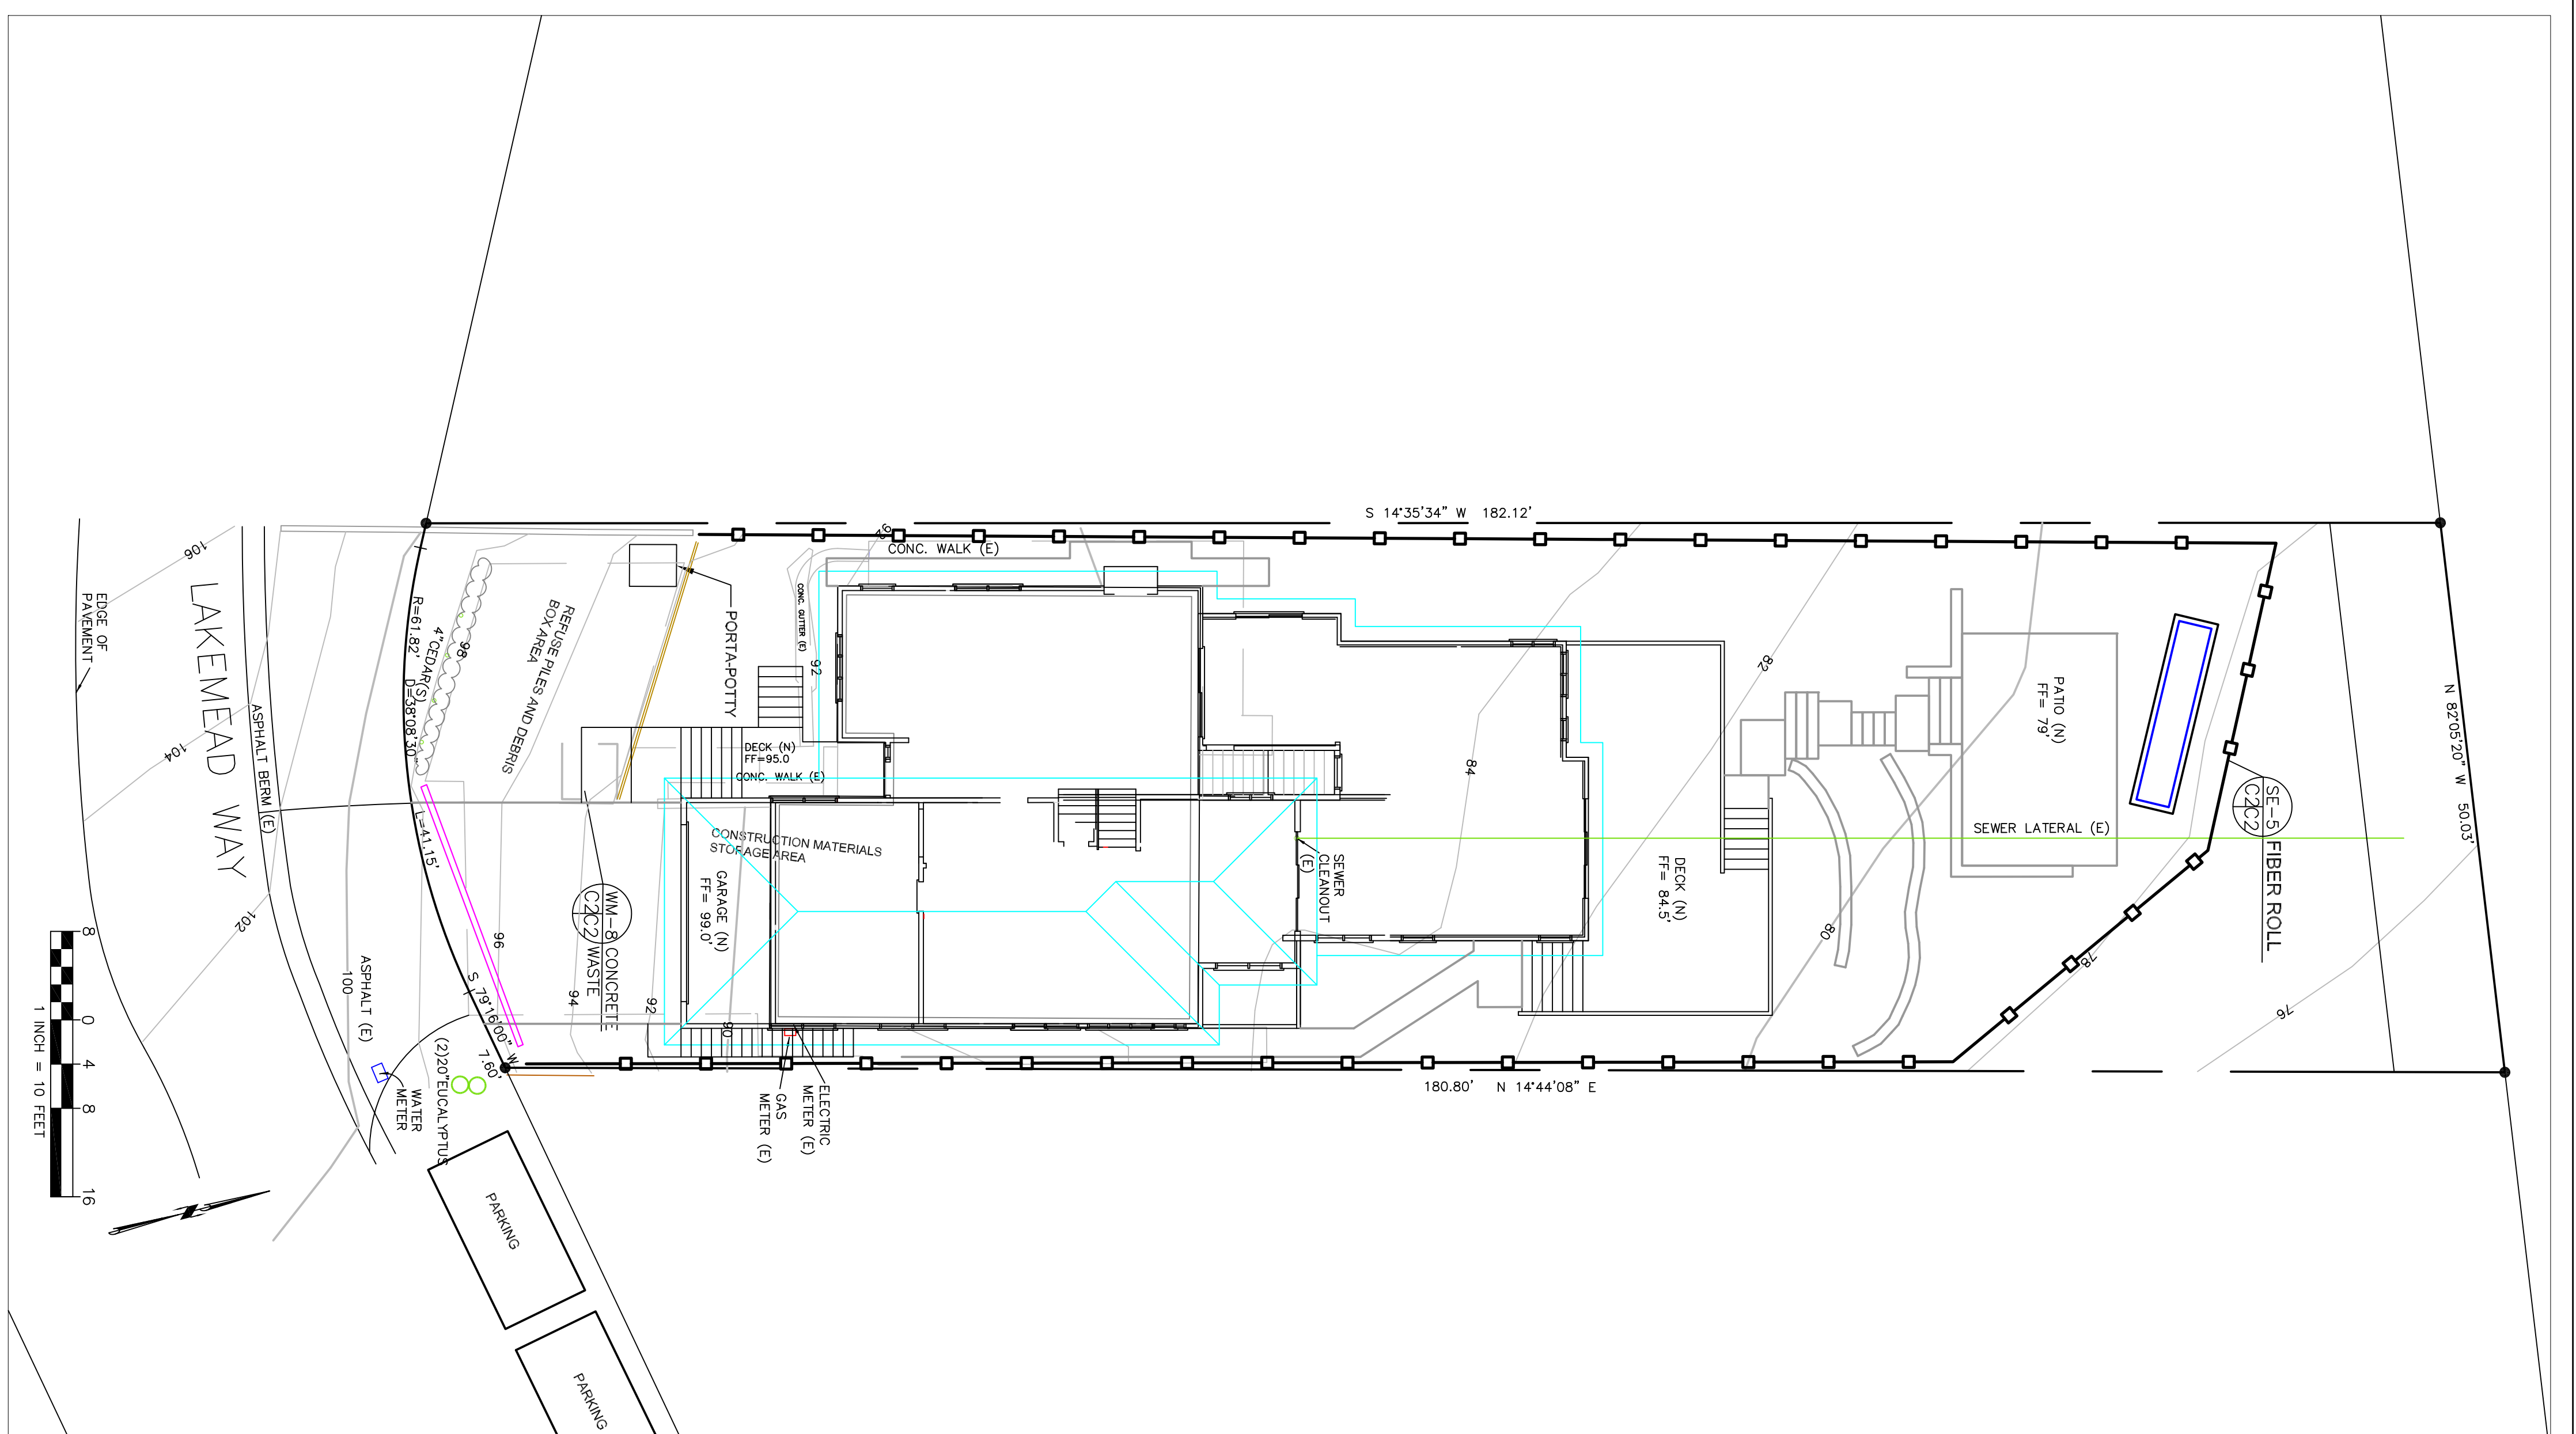 S 14°35'34" W 182.12'
CONC. WALK (E)
92
106
LAKEMEAD WAY
EDGE OF
PAVEMENT
104
ASPHALT BERM (E)
102
R=61.82'
D=38°08'30"
L=41.15'
4"CEDAR(S)
98
REFUSE PILES AND DEBRIS
BOX AREA
PORTA-POTTY
CONC. GUTTER (E)
92
DECK (N)
FF=95.0
CONC. WALK (E)
CONSTRUCTION MATERIALS
STORAGE AREA
GARAGE (N)
FF= 99.0'
WM-8 CONCRETE
C2C2 WASTE
96
94
92
90
S 79°16'00" W
7.60'
ASPHALT (E)
100
(2)20"EUCALYPTUS
WATER
METER
ELECTRIC
METER (E)
GAS
METER (E)
SEWER
CLEANOUT
(E)
84
82
DECK (N)
FF= 84.5'
80
PATIO (N)
FF= 79'
SEWER LATERAL (E)
78
76
SE-5 FIBER ROLL
C2C2
N 82°05'20" W 50.03'
180.80' N 14°44'08" E
PARKING
PARKING
8 0 4 8 16
1 INCH = 10 FEET